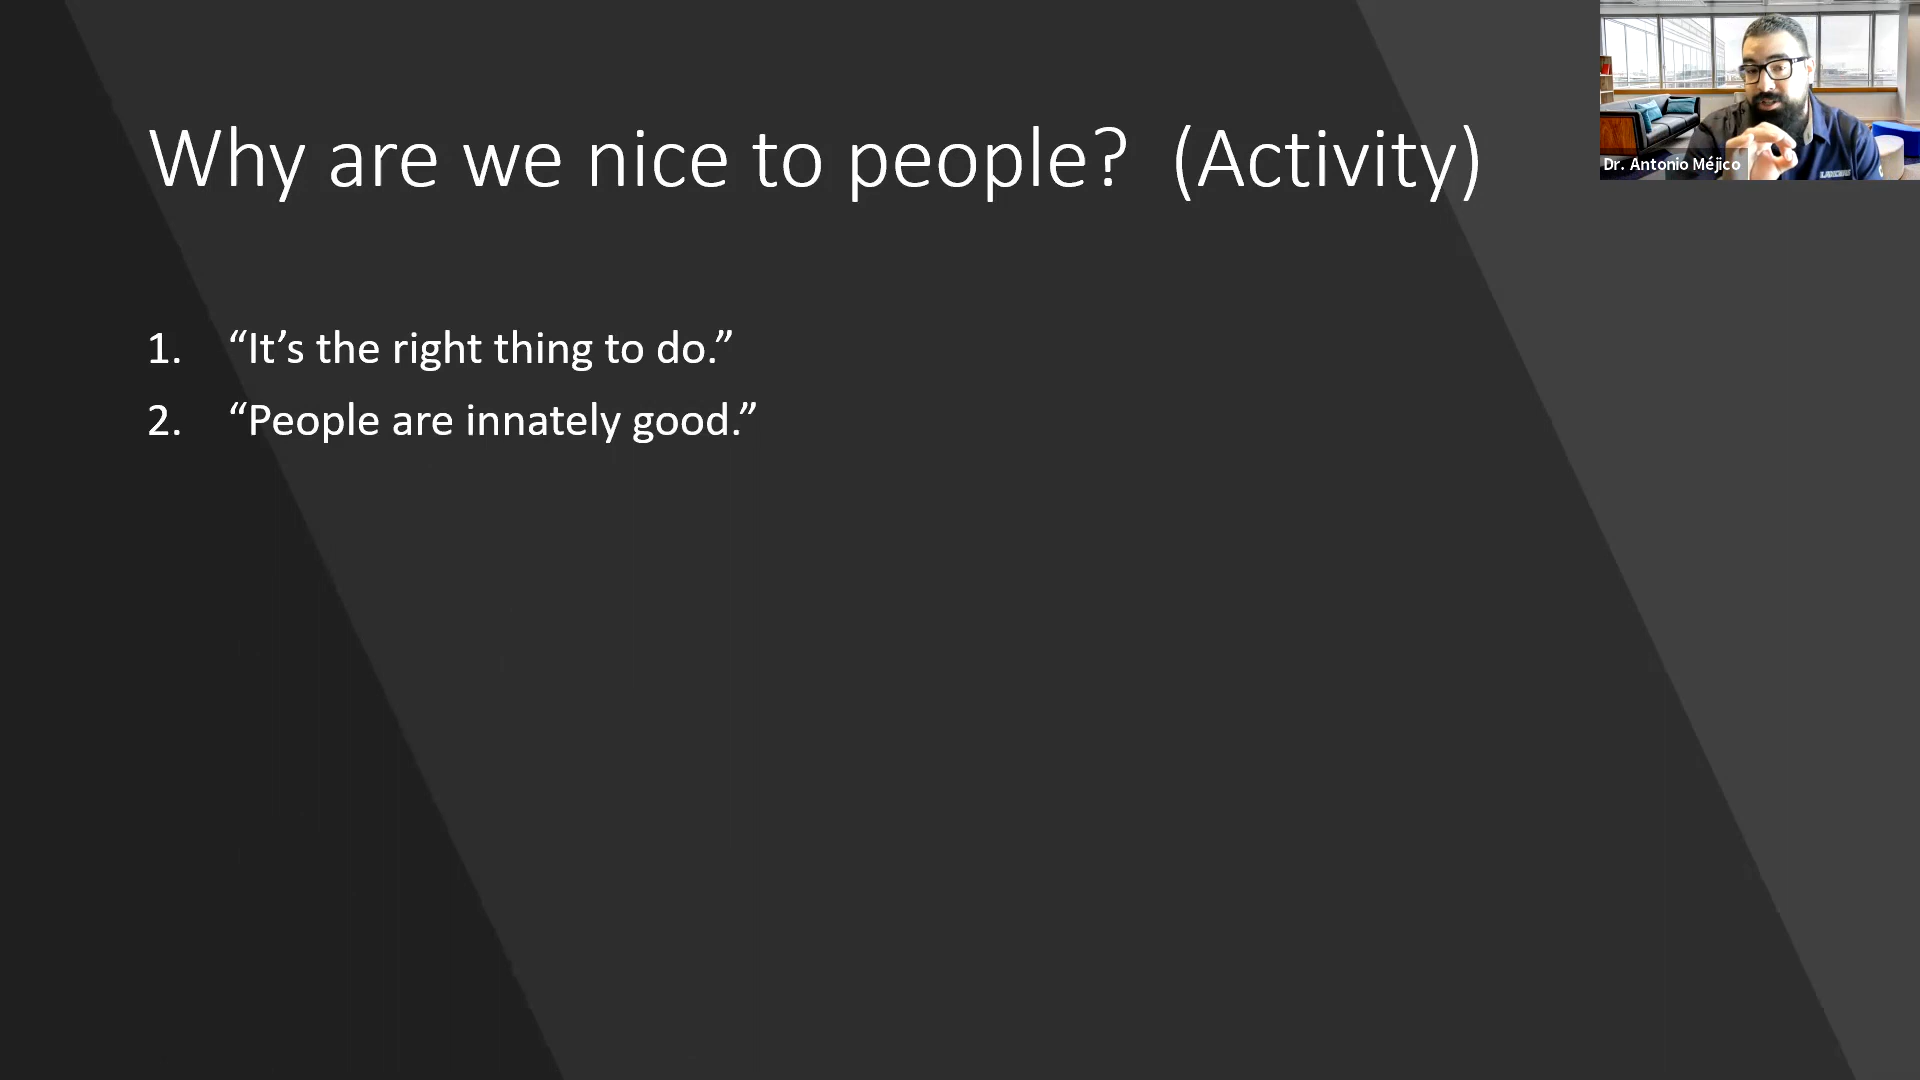 Why are we nice to people? (Activity)
1. “It’s the right thing to do.”
2. “People are innately good.”
Dr. Antonio Méjico